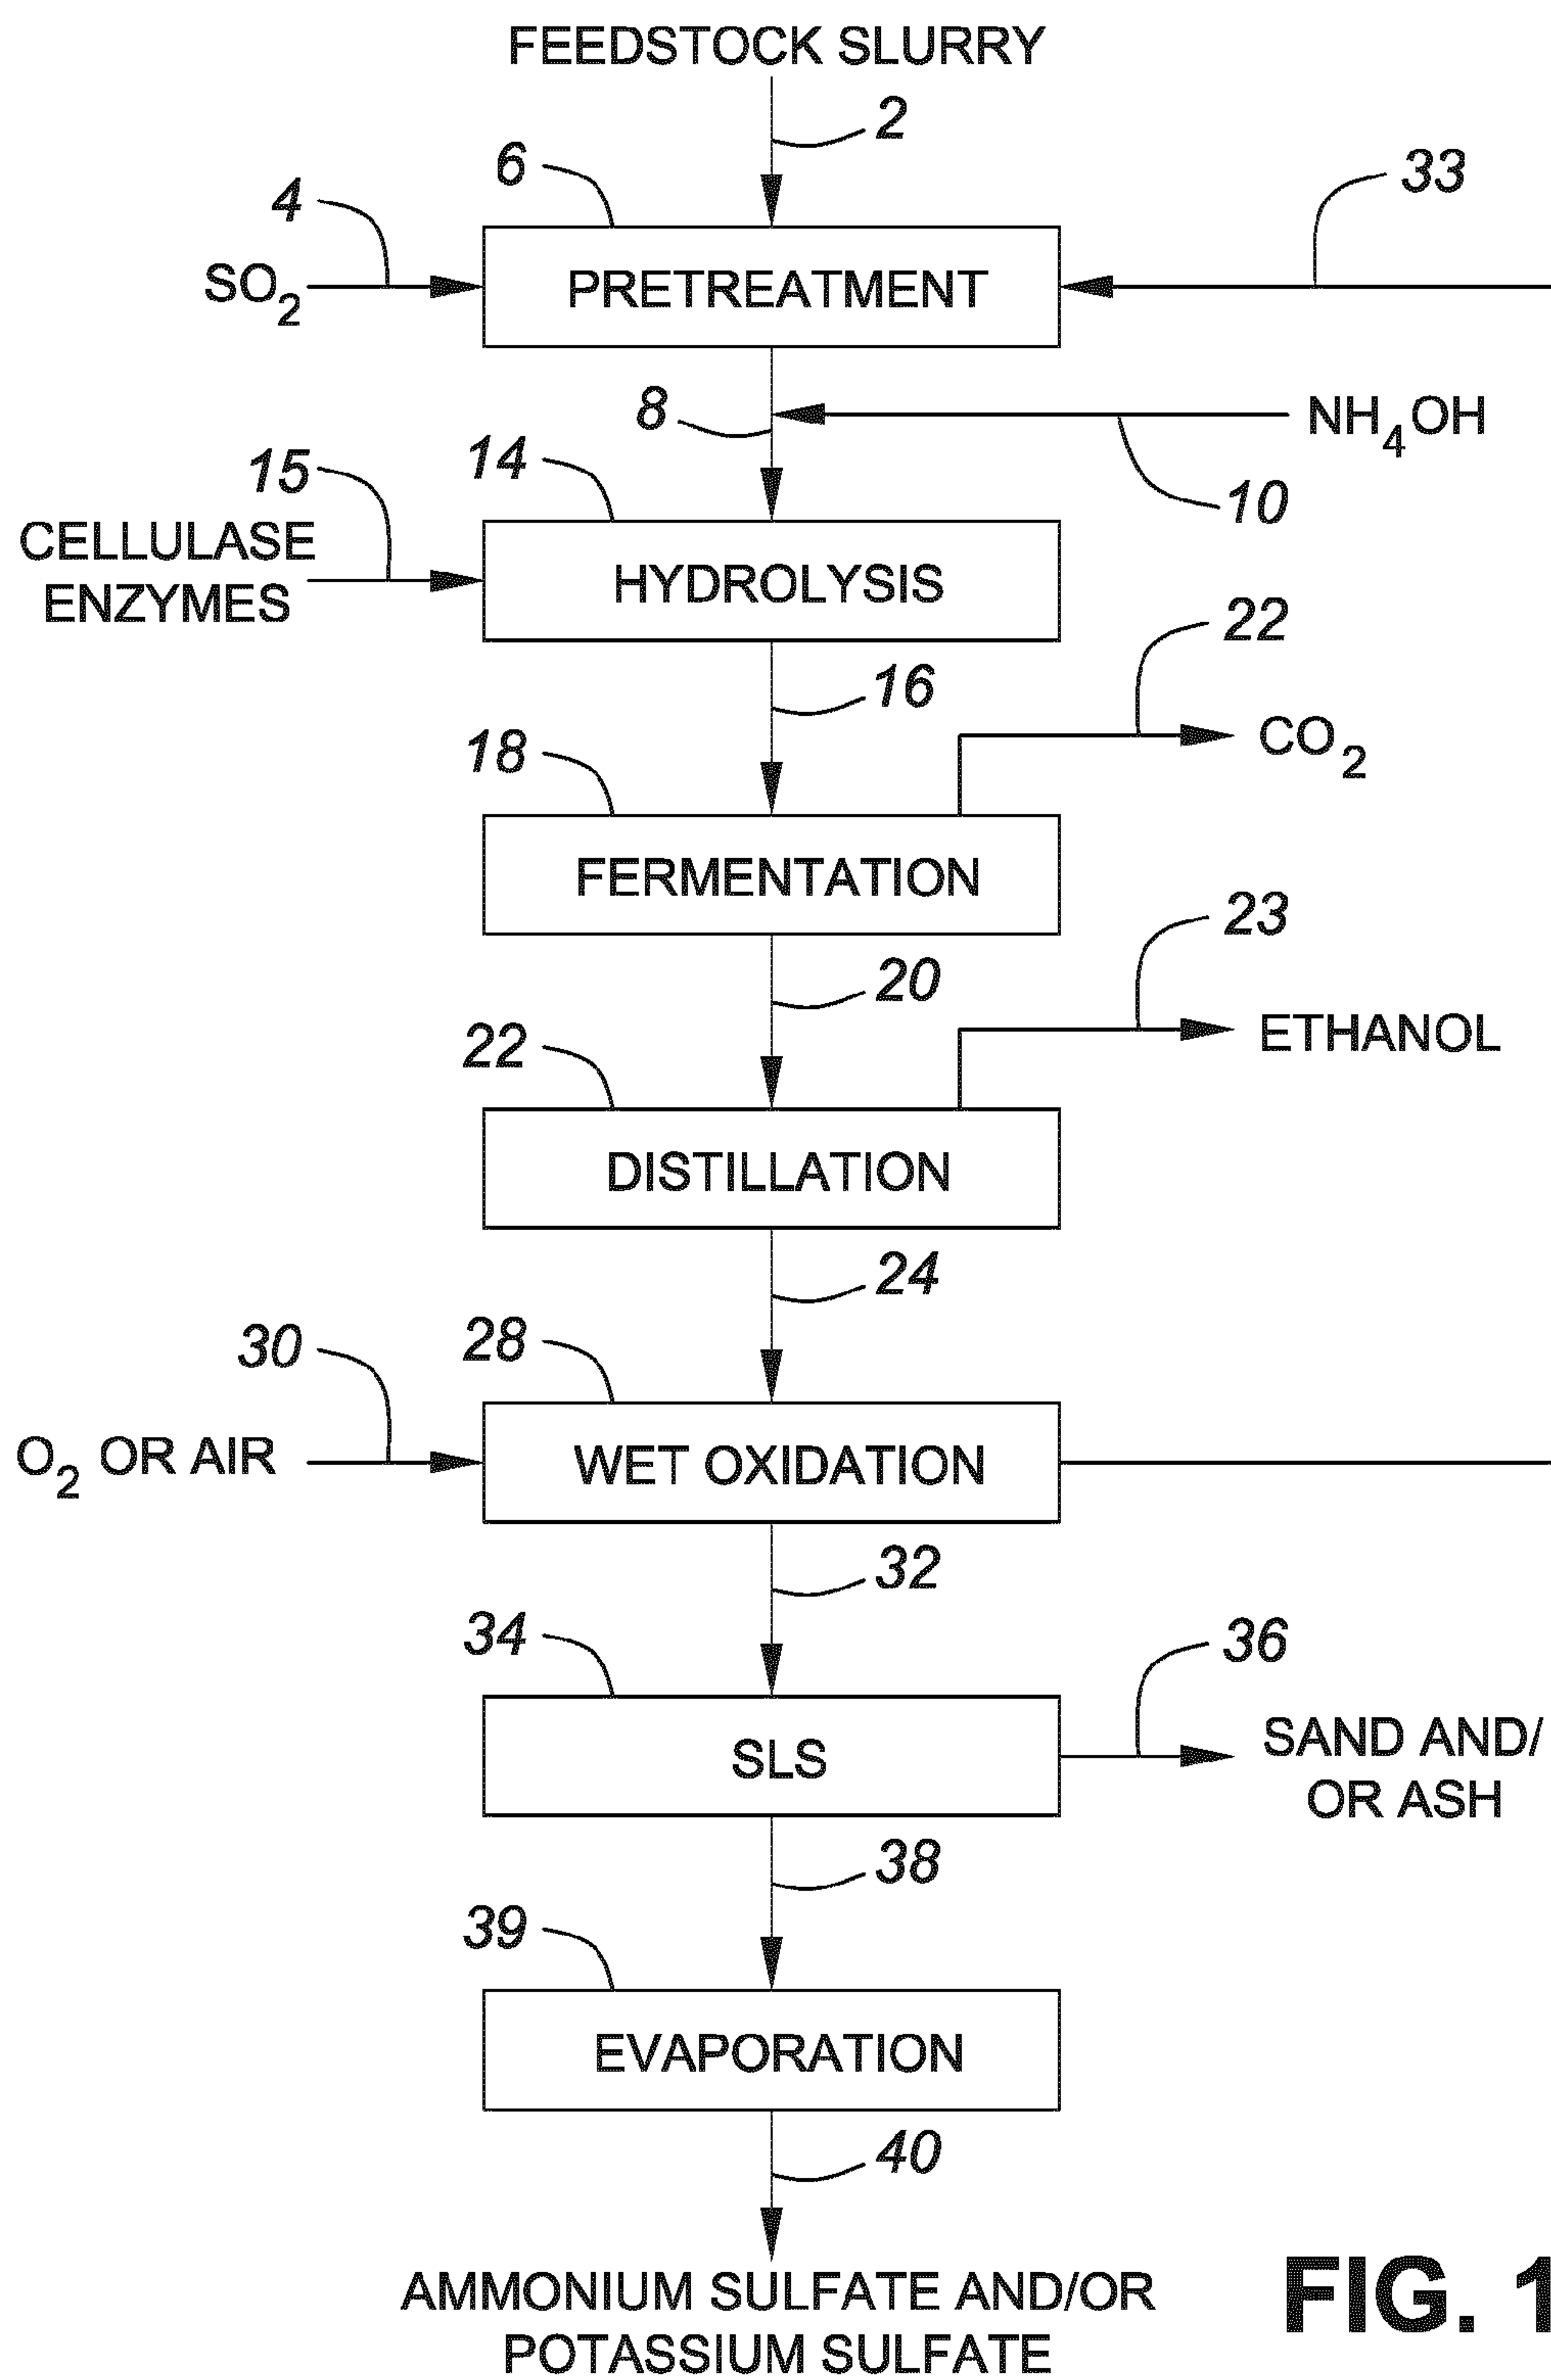 FEEDSTOCK SLURRY
2
6
33
4
SO2
PRETREATMENT
8
NH4OH
10
15
14
CELLULASE
ENZYMES
HYDROLYSIS
22
16
CO2
18
FERMENTATION
23
20
ETHANOL
22
DISTILLATION
24
30
28
O2 OR AIR
WET OXIDATION
32
34
36
SLS
SAND AND/
OR ASH
38
39
EVAPORATION
40
AMMONIUM SULFATE AND/OR
POTASSIUM SULFATE
FIG. 1